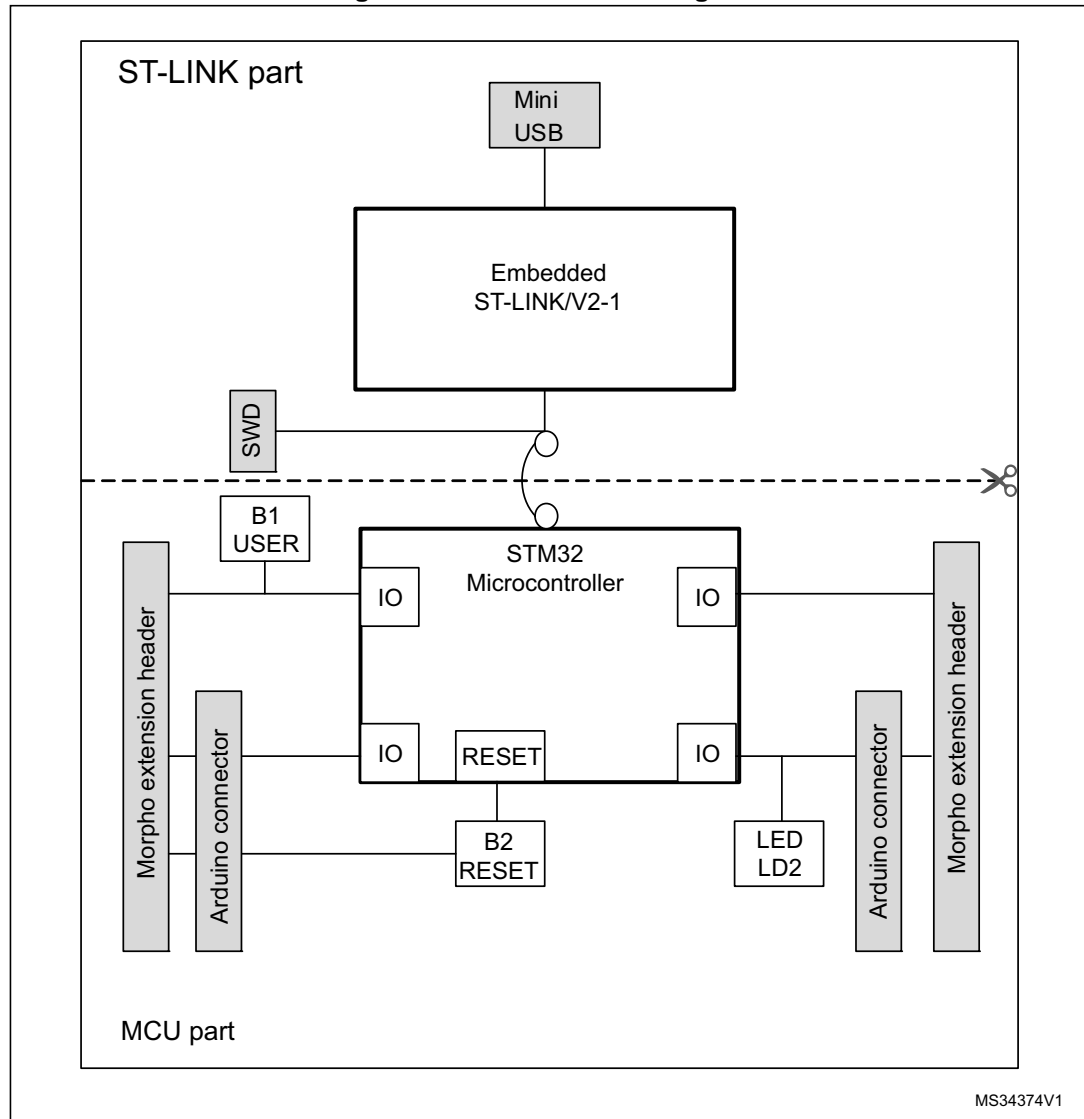 ST-LINK part
Mini
USB
Embedded
ST-LINK/V2-1
SWD
B1
USER
STM32
Microcontroller
IO
IO
Morpho extension header
Arduino connector
IO
RESET
IO
B2
RESET
LED
LD2
Arduino connector
Morpho extension header
MCU part
MS34374V1